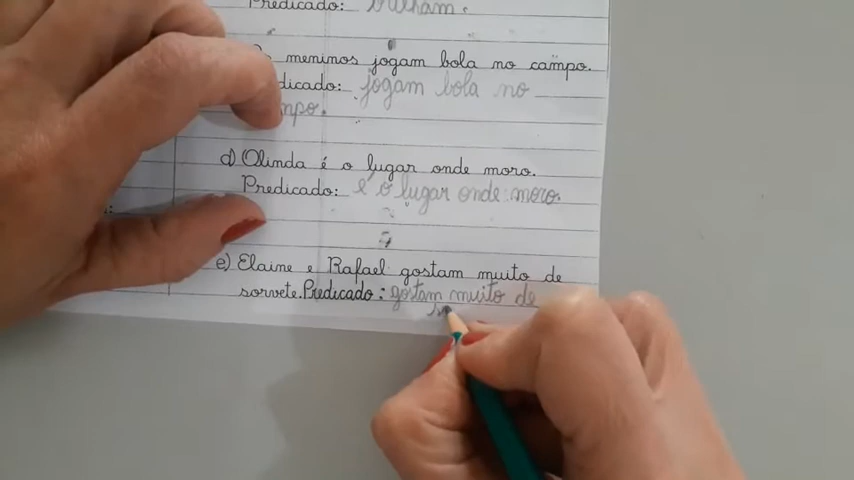 Predicado: 
meninos jogam bola no campo.
dicado: jogam bola no
mpo.
d) Olinda é o lugar onde moro.
Predicado: é o lugar onde moro.
e) Elaine e Rafael gostam muito de
sorvete. Predicado: gostam muito de